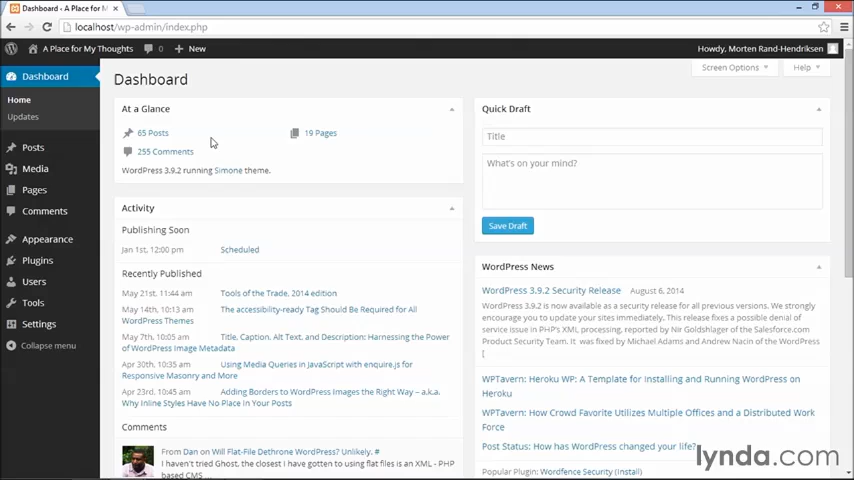 Dashboard - A Place for M
localhost/wp-admin/index.php
A Place for My Thoughts
0
New
Howdy, Morten Rand-Hendriksen
Dashboard
Home
Updates
Posts
Media
Pages
Comments
Appearance
Plugins
Users
Tools
Settings
Collapse menu
Screen Options
Help
Dashboard
At a Glance
65 Posts
19 Pages
255 Comments
WordPress 3.9.2 running Simone theme.
Activity
Publishing Soon
Jan 1st, 12:00 pm Scheduled
Recently Published
May 21st, 11:44 am Tools of the Trade, 2014 edition
May 14th, 10:13 am The accessibility-ready Tag Should Be Required for All
WordPress Themes
May 7th, 10:05 am Title, Caption, Alt Text, and Description: Harnessing the Power
of WordPress Image Metadata
Apr 30th, 10:35 am Using Media Queries in JavaScript with enquire.js for
Responsive Masonry and More
Apr 23rd, 10:45 am Adding Borders to WordPress Images the Right Way – a.k.a.
Why Inline Styles Have No Place in Your Posts
Comments
From Dan on Will Flat-File Dethrone WordPress? Unlikely. #
I haven't tried Ghost, the closest i have gotten to using flat files is an XML - PHP
based CMS ...
Quick Draft
Title
What's on your mind?
Save Draft
WordPress News
WordPress 3.9.2 Security Release August 6, 2014
WordPress 3.9.2 is now available as a security release for all previous versions. We strongly
encourage you to update your sites immediately. This release fixes a possible denial of
service issue in PHP's XML processing, reported by Nir Goldshlager of the Salesforce.com
Product Security Team. It was fixed by Michael Adams and Andrew Nacin of the WordPress
[
WPTavern: Heroku WP: A Template for Installing and Running WordPress on
Heroku
WPTavern: How Crowd Favorite Utilizes Multiple Offices and a Distributed Work
Force
Post Status: How has WordPress changed your life?
Popular Plugin: Wordfence Security (Install)
lynda.com